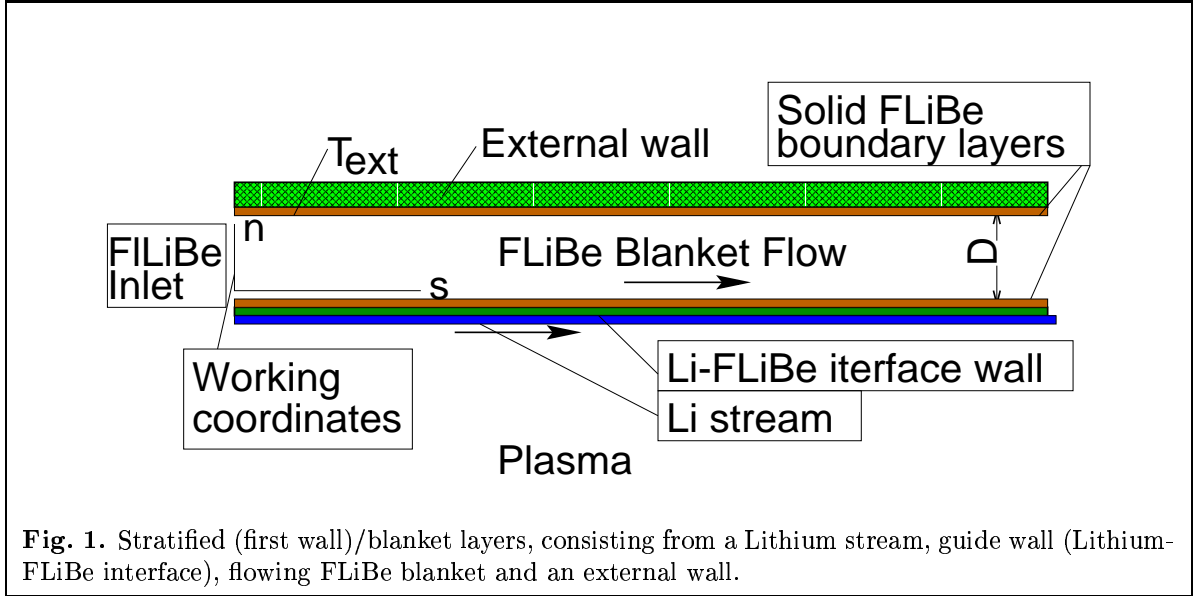 Solid FLiBe
boundary layers
Text
External wall
n
FlLiBe
Inlet
FLiBe Blanket Flow
D
s
Working
coordinates
Li-FLiBe iterface wall
Li stream
Plasma
Fig. 1. Stratified (first wall)/blanket layers, consisting from a Lithium stream, guide wall (Lithium-
FLiBe interface), flowing FLiBe blanket and an external wall.